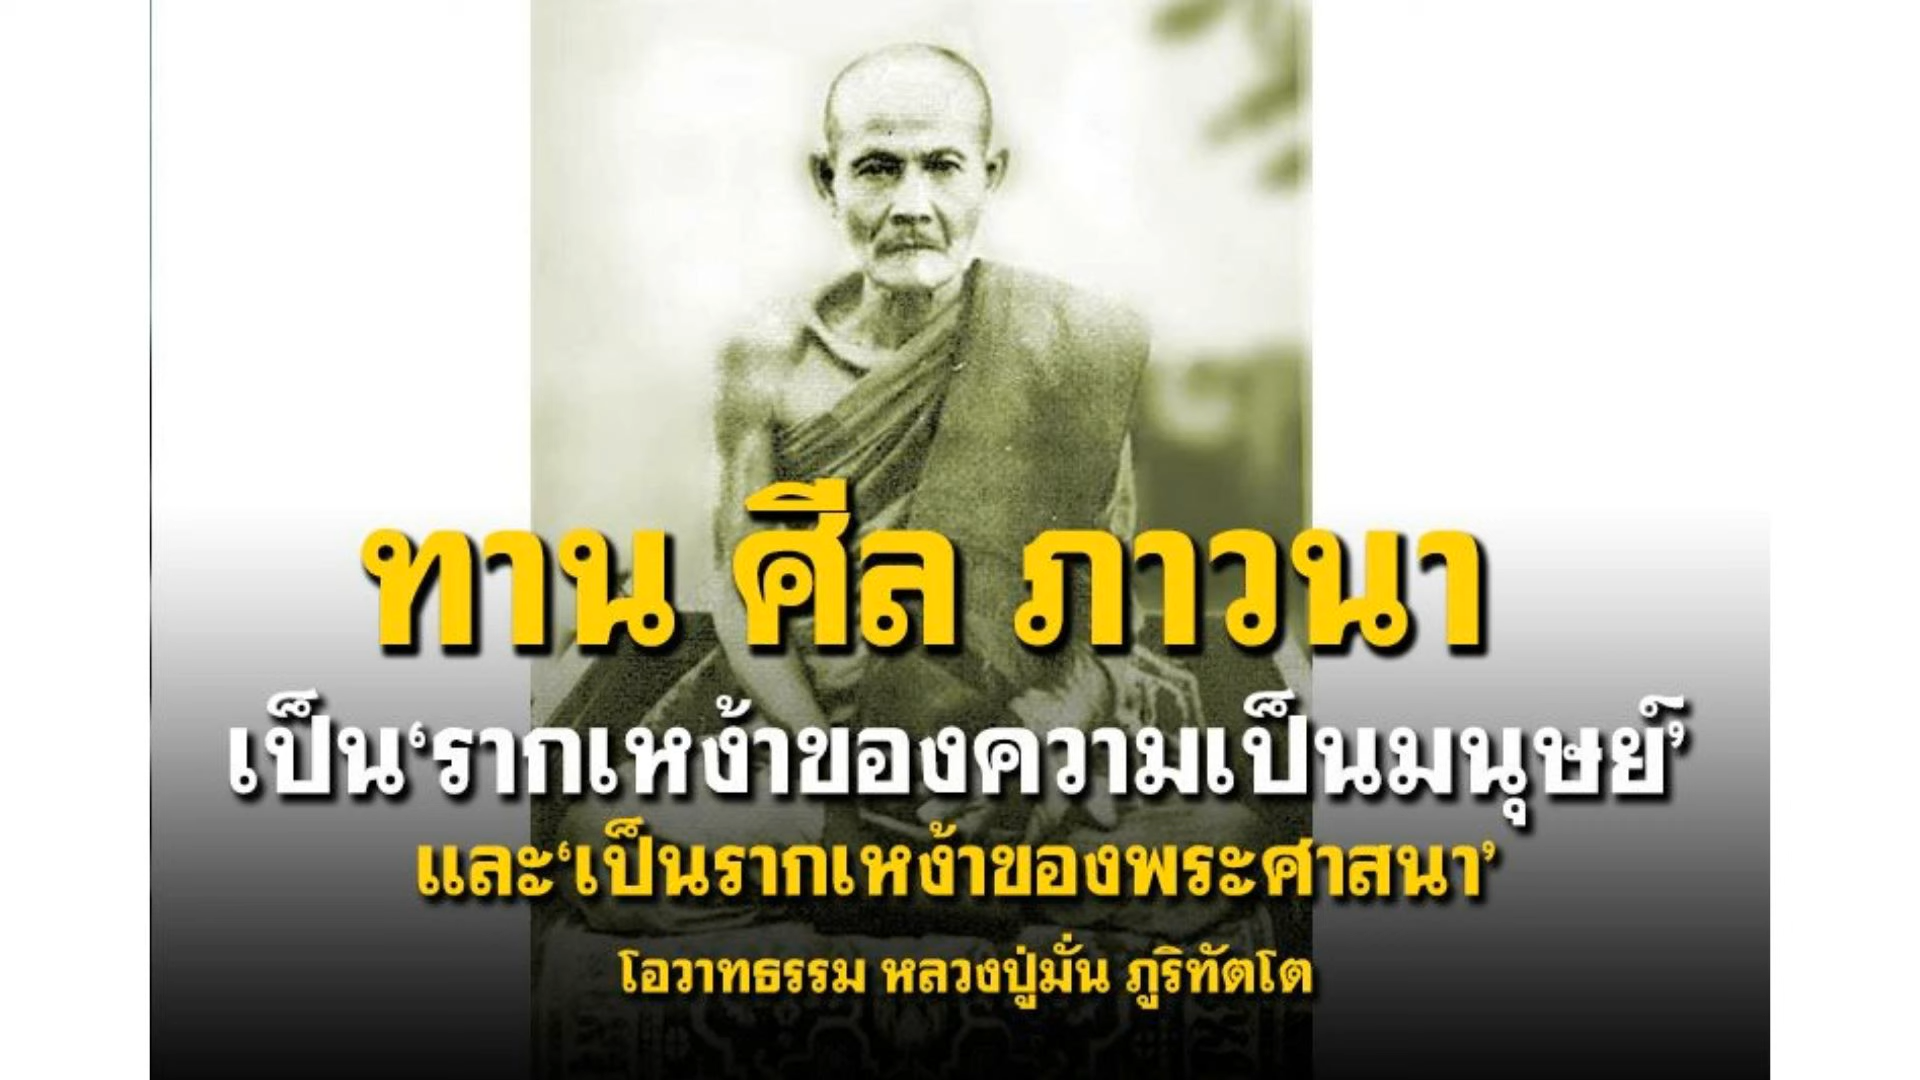 ทาน ศีล ภาวนา
เป็น‘รากเหง้าของความเป็นมนุษย์’
และ‘เป็นรากเหง้าของพระศาสนา’
โอวาทธรรม หลวงปู่มั่น ภูริทัตโต